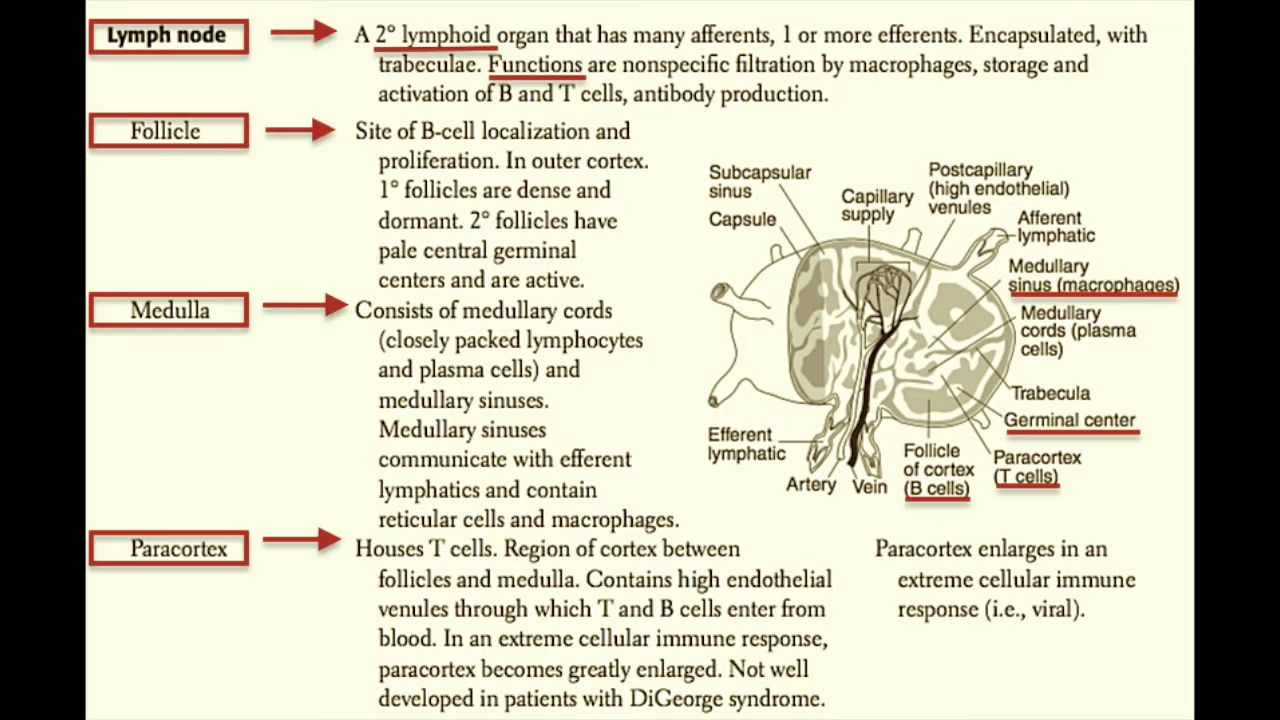 Lymph node
A 2° lymphoid organ that has many afferents, 1 or more efferents. Encapsulated, with
trabeculae. Functions are nonspecific filtration by macrophages, storage and
activation of B and T cells, antibody production.
Follicle
Site of B-cell localization and
proliferation. In outer cortex.
1° follicles are dense and
dormant. 2° follicles have
pale central germinal
centers and are active.
Medulla
Consists of medullary cords
(closely packed lymphocytes
and plasma cells) and
medullary sinuses.
Medullary sinuses
communicate with efferent
lymphatics and contain
reticular cells and macrophages.
Subcapsular
sinus
Capsule
Capillary
supply
Postcapillary
(high endothelial)
venules
Afferent
lymphatic
Medullary
sinus (macrophages)
Medullary
cords (plasma
cells)
Trabecula
Germinal center
Paracortex
(T cells)
Follicle
of cortex
(B cells)
Vein
Artery
Efferent
lymphatic
Paracortex
Houses T cells. Region of cortex between
follicles and medulla. Contains high endothelial
venules through which T and B cells enter from
blood. In an extreme cellular immune response,
paracortex becomes greatly enlarged. Not well
developed in patients with DiGeorge syndrome.
Paracortex enlarges in an
extreme cellular immune
response (i.e., viral).